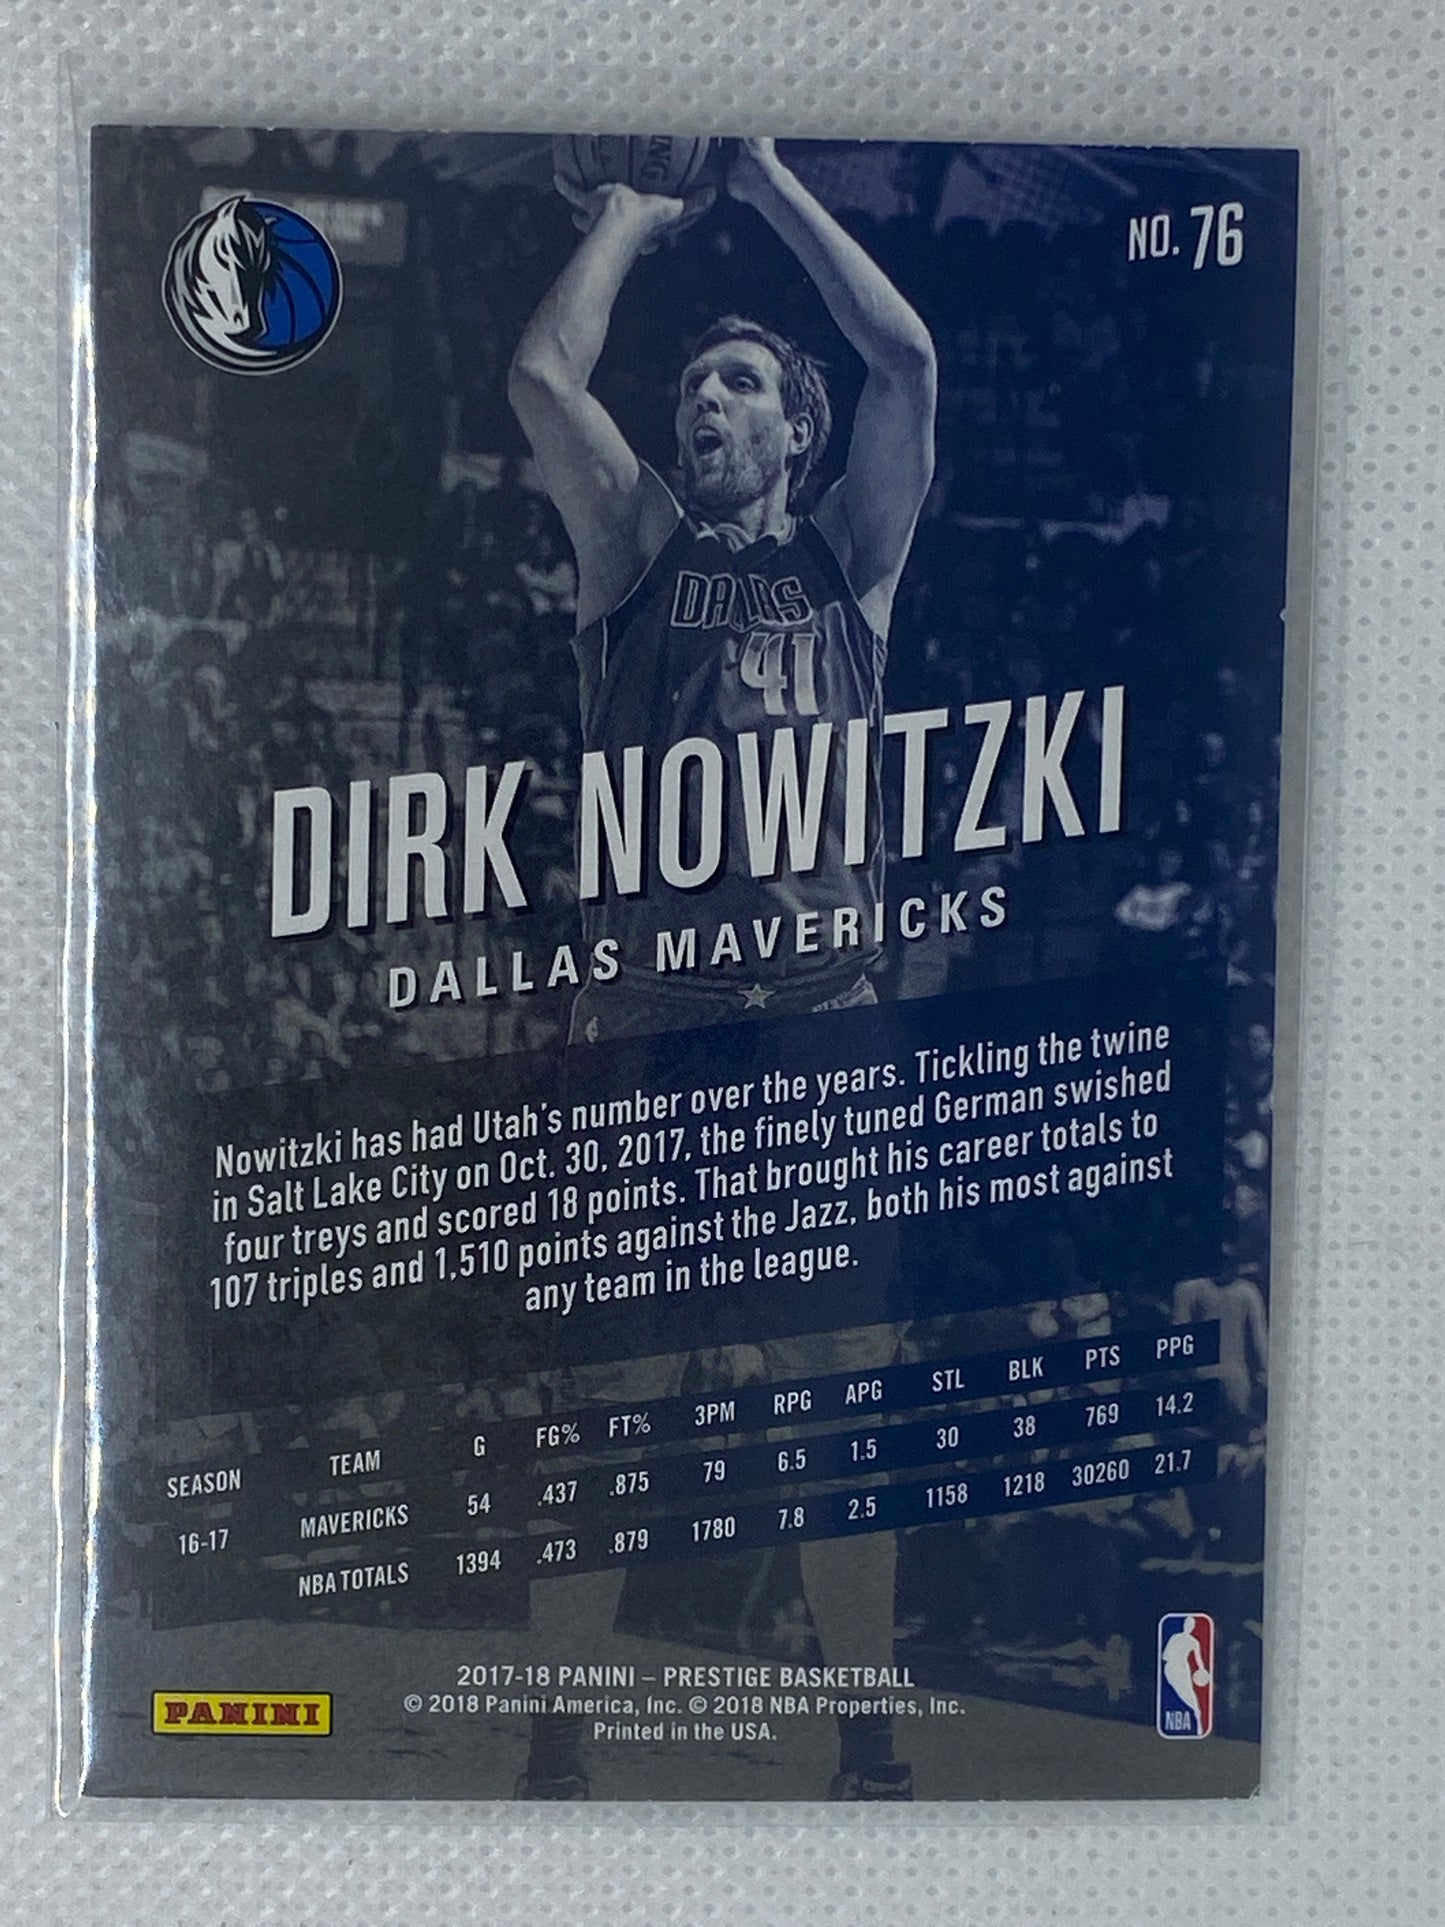 NO. 76
DALLAS
41
DIRK NOWITZKI
DALLAS MAVERICKS
Nowitzki has had Utah's number over the years. Tickling the twine
in Salt Lake City on Oct. 30, 2017, the finely tuned German swished
four treys and scored 18 points. That brought his career totals to
107 triples and 1,510 points against the Jazz, both his most against
any team in the league.
SEASON TEAM G FG% FT% 3PM RPG APG STL BLK PTS PPG
16-17 MAVERICKS 54 .437 .875 79 6.5 1.5 30 38 769 14.2
NBA TOTALS 1394 .473 .879 1780 7.8 2.5 1158 1218 30260 21.7
2017-18 PANINI – PRESTIGE BASKETBALL
© 2018 Panini America, Inc. © 2018 NBA Properties, Inc.
Printed in the USA.
PANINI
NBA